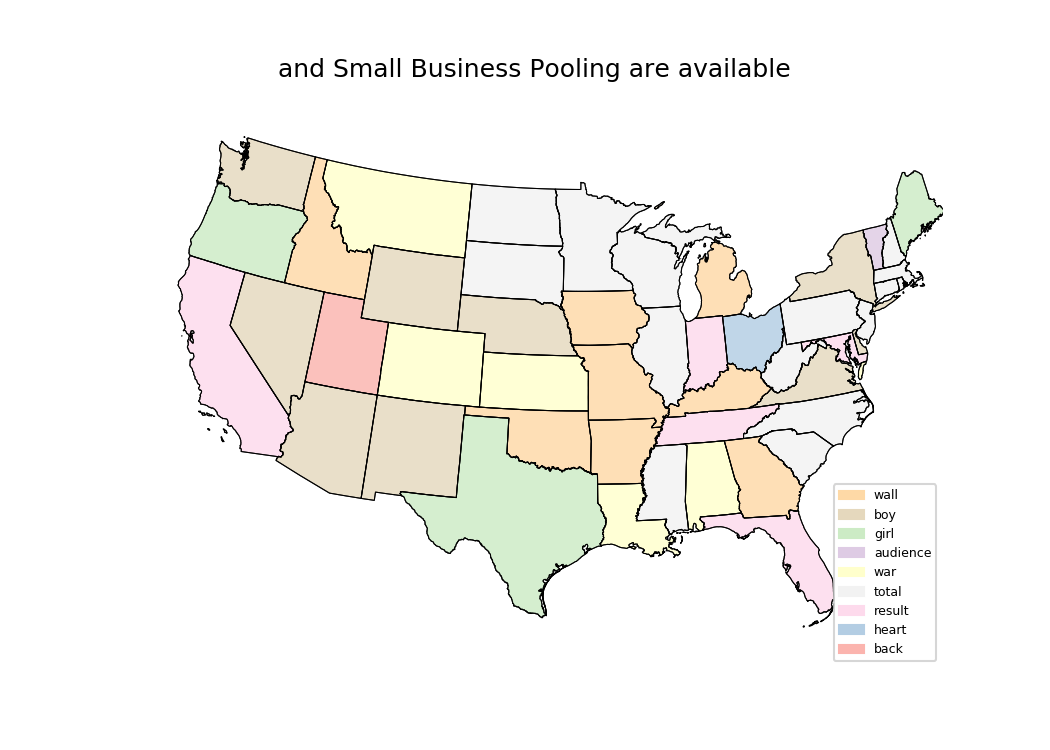 and Small Business Pooling are available
wall
boy
girl
audience
war
total
result
heart
back